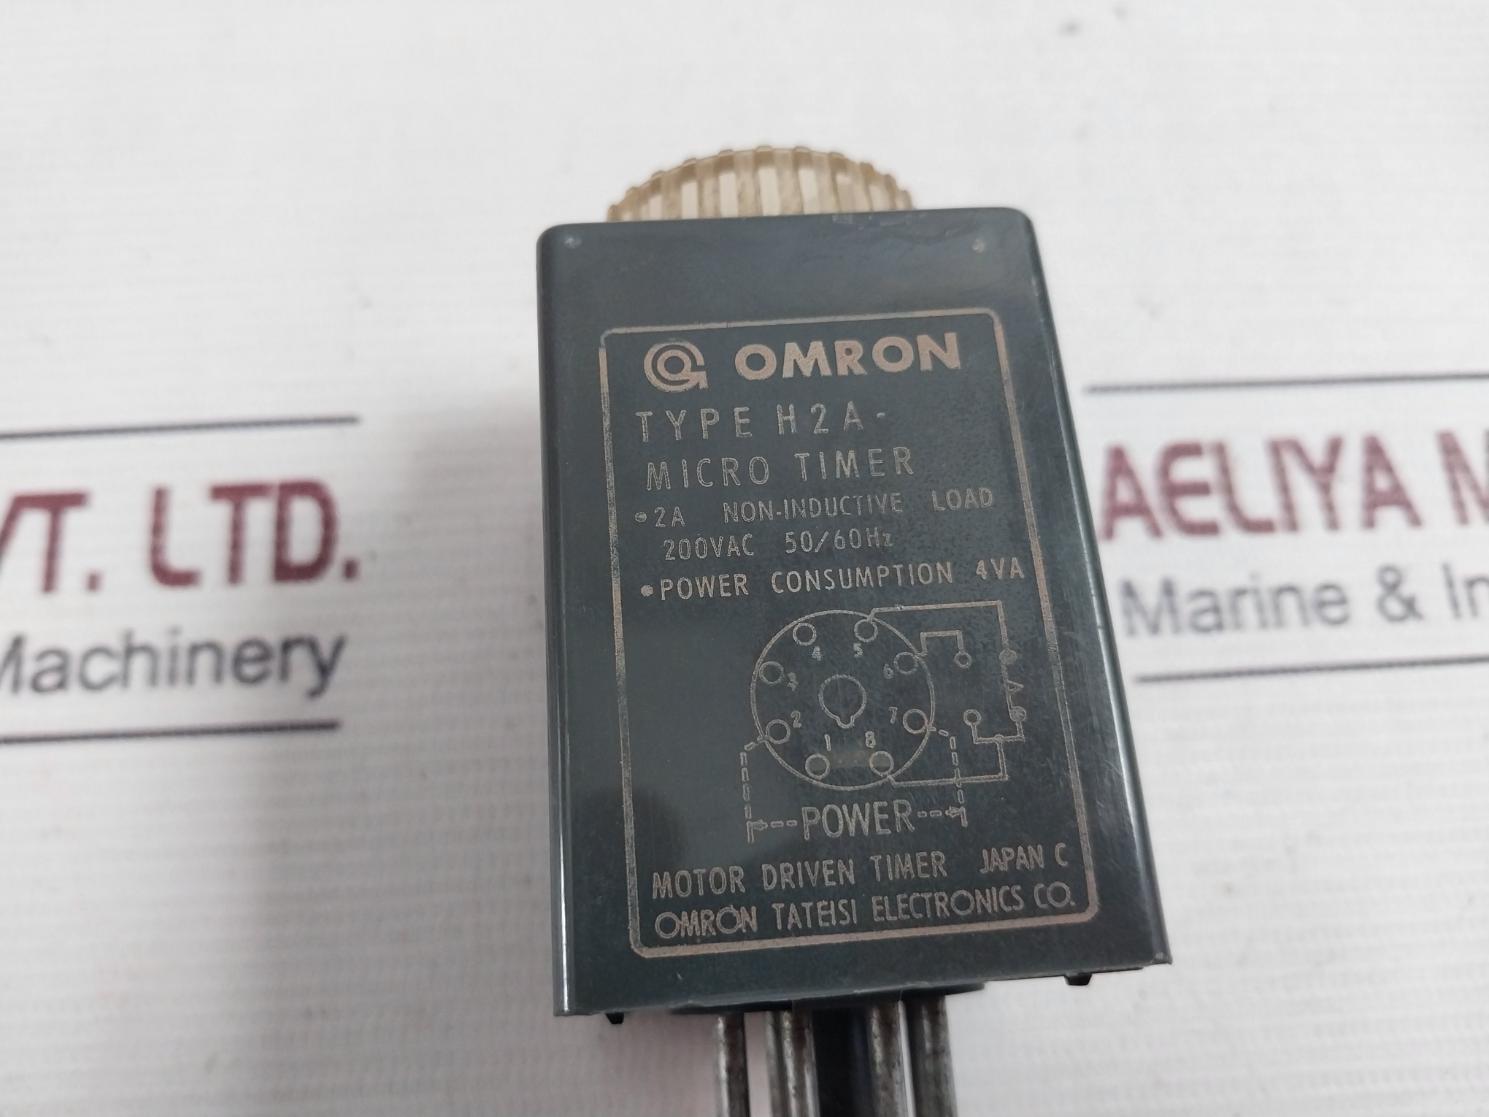 OMRON
TYPE H2A-
MICRO TIMER
•2A NON-INDUCTIVE LOAD
200VAC 50/60Hz
•POWER CONSUMPTION 4VA
4 5
3 6
2 7
1 8
POWER
MOTOR DRIVEN TIMER JAPAN C
OMRON TATEISI ELECTRONICS CO.
VT. LTD.
Machinery
AELIYA M
Marine & In